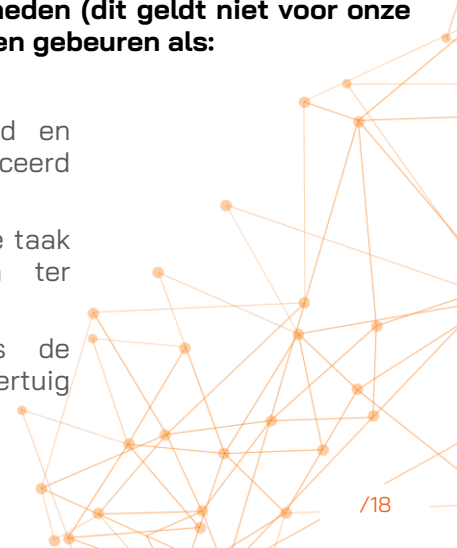 heden (dit geldt niet voor onze
en gebeuren als:
d en
ceerd
e taak
ter
s de
ertuig
/18